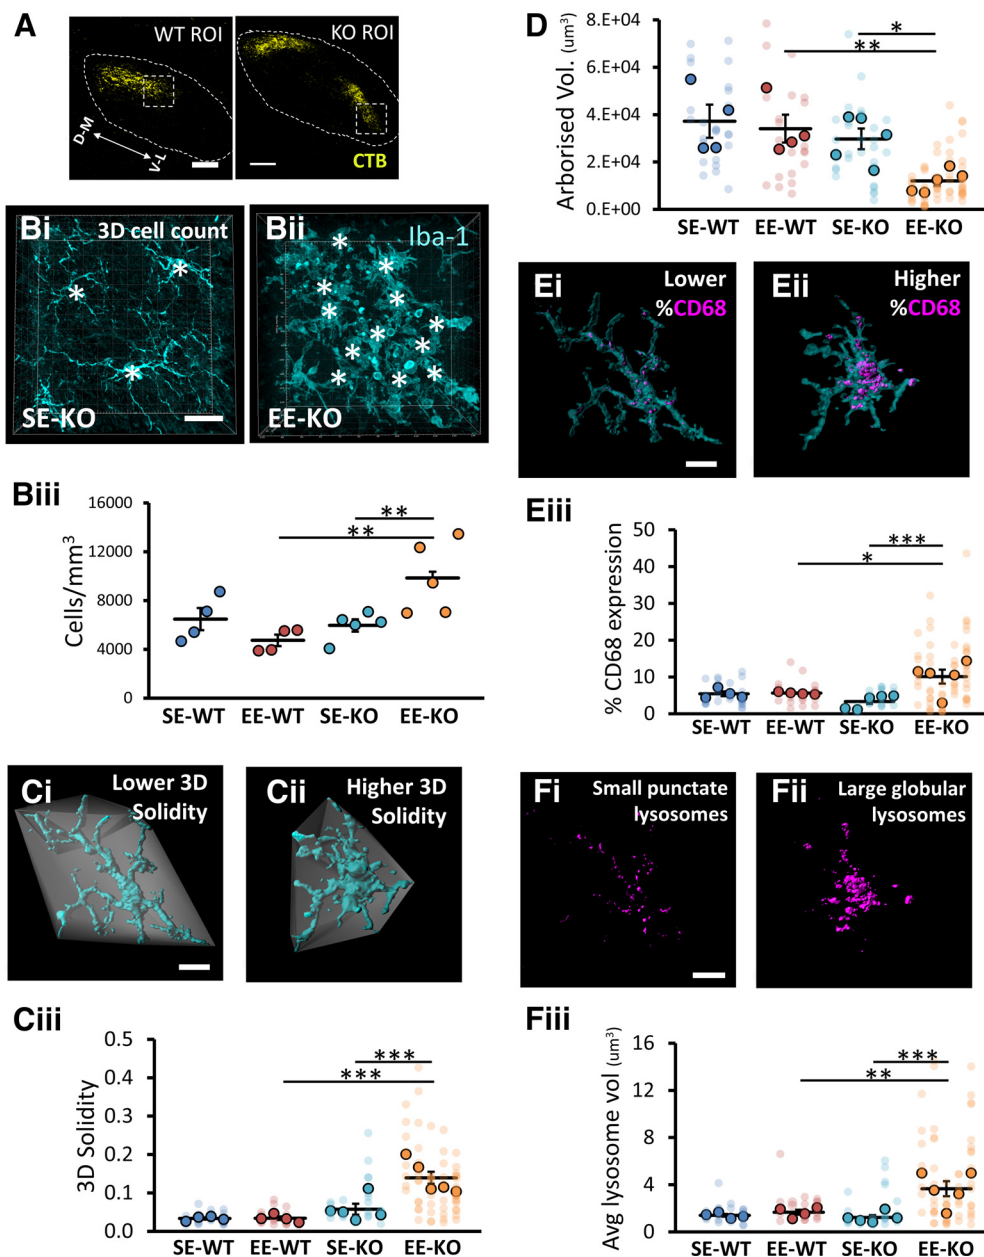 A
WT ROI
KO ROI
D-M
V-L
CTB
Bi
3D cell count
*
*
*
SE-KO
Bii
Iba-1
* * * * * * * * * * * *
EE-KO
Biii
Cells/mm³
16000
12000
8000
4000
0
**
**
SE-WT EE-WT SE-KO EE-KO
Ci
Lower 3D
Solidity
Cii
Higher 3D
Solidity
Ciii
3D Solidity
0.5
0.4
0.3
0.2
0.1
0.0
***
***
SE-WT EE-WT SE-KO EE-KO
D
Arborised Vol. (um³)
8.E+04
6.E+04
4.E+04
2.E+04
0.E+00
*
**
SE-WT EE-WT SE-KO EE-KO
Ei
Lower
%CD68
Eii
Higher
%CD68
Eiii
% CD68 expression
50
40
30
20
10
0
***
*
SE-WT EE-WT SE-KO EE-KO
Fi
Small punctate
lysosomes
Fii
Large globular
lysosomes
Fiii
Avg lysosome vol (um³)
16
12
8
4
0
***
**
SE-WT EE-WT SE-KO EE-KO